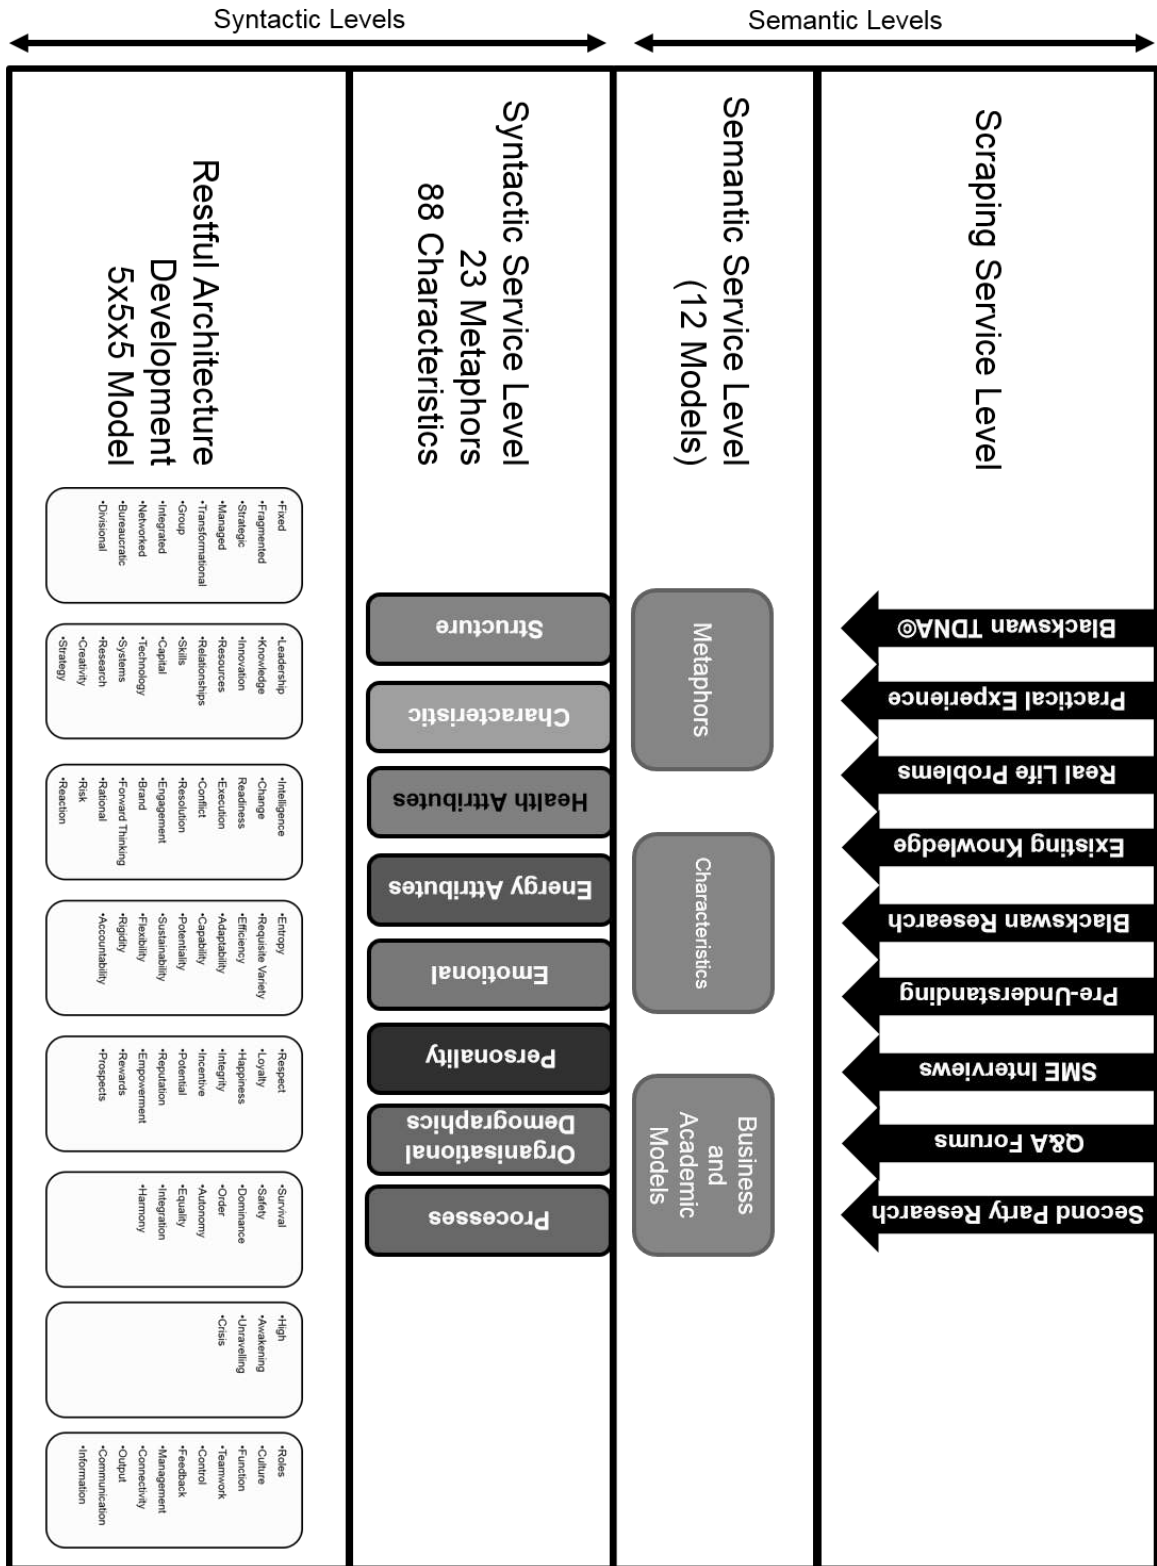 Syntactic Levels
Semantic Levels
Scraping Service Level
Blackswan TDNA©
Practical Experience
Real Life Problems
Existing Knowledge
Blackswan Research
Pre-Understanding
SME Interviews
Q&A Forums
Second Party Research
Semantic Service Level
(12 Models)
Metaphors
Characteristics
Business
and
Academic
Models
Syntactic Service Level
23 Metaphors
88 Characteristics
Structure
Characteristic
Health Attributes
Energy Attributes
Emotional
Personality
Organisational
Demographics
Processes
Restful Architecture
Development
5x5x5 Model
•Fixed
•Fragmented
•Strategic
•Managed
•Transformational
•Group
•Integrated
•Networked
•Bureaucratic
•Divisional
•Leadership
•Knowledge
•Innovation
•Resources
•Relationships
•Skills
•Capital
•Technology
•Systems
•Research
•Creativity
•Strategy
•Intelligence
•Change
Readiness
•Execution
•Conflict
•Resolution
•Engagement
•Brand
•Forward Thinking
•Rational
•Risk
•Reaction
•Entropy
•Requisite Variety
•Efficiency
•Adaptability
•Capability
•Potentiality
•Sustainability
•Flexibility
•Rigidity
•Accountability
•Respect
•Loyalty
•Happiness
•Integrity
•Incentive
•Potential
•Reputation
•Empowerment
•Rewards
•Prospects
•Survival
•Safety
•Dominance
•Order
•Autonomy
•Equality
•Integration
•Harmony
•High
•Awakening
•Unravelling
•Crisis
•Roles
•Culture
•Function
•Teamwork
•Control
•Feedback
•Management
•Connectivity
•Output
•Communication
•Information